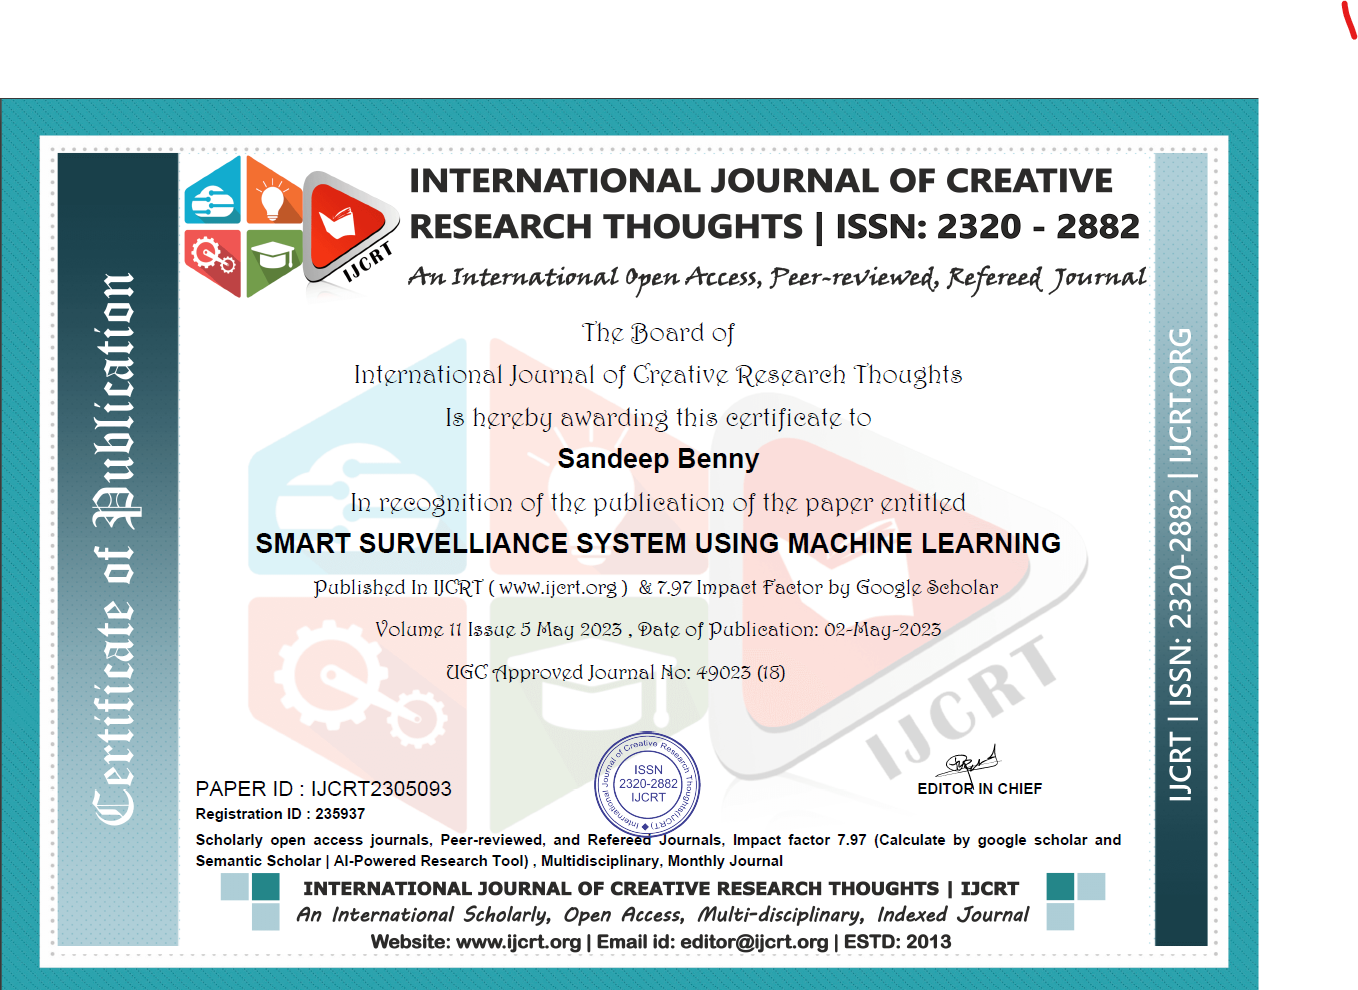 INTERNATIONAL JOURNAL OF CREATIVE
RESEARCH THOUGHTS | ISSN: 2320 - 2882
An International Open Access, Peer-reviewed, Refereed Journal
IJCRT
Certificate of Publication
The Board of
International Journal of Creative Research Thoughts
Is hereby awarding this certificate to
Sandeep Benny
In recognition of the publication of the paper entitled
SMART SURVELLIANCE SYSTEM USING MACHINE LEARNING
Published In IJCRT ( www.ijcrt.org ) & 7.97 Impact Factor by Google Scholar
Volume 11 Issue 5 May 2023 , Date of Publication: 02-May-2023
UGC Approved Journal No: 49023 (18)
IJCRT
IJCRT | ISSN: 2320-2882 | IJCRT.ORG
PAPER ID : IJCRT2305093
Registration ID : 235937
International Journal of Creative Research Thoughts(IJCRT)
ISSN
2320-2882
IJCRT
EDITOR IN CHIEF
Scholarly open access journals, Peer-reviewed, and Refereed Journals, Impact factor 7.97 (Calculate by google scholar and
Semantic Scholar | AI-Powered Research Tool) , Multidisciplinary, Monthly Journal
INTERNATIONAL JOURNAL OF CREATIVE RESEARCH THOUGHTS | IJCRT
An International Scholarly, Open Access, Multi-disciplinary, Indexed Journal
Website: www.ijcrt.org | Email id: editor@ijcrt.org | ESTD: 2013